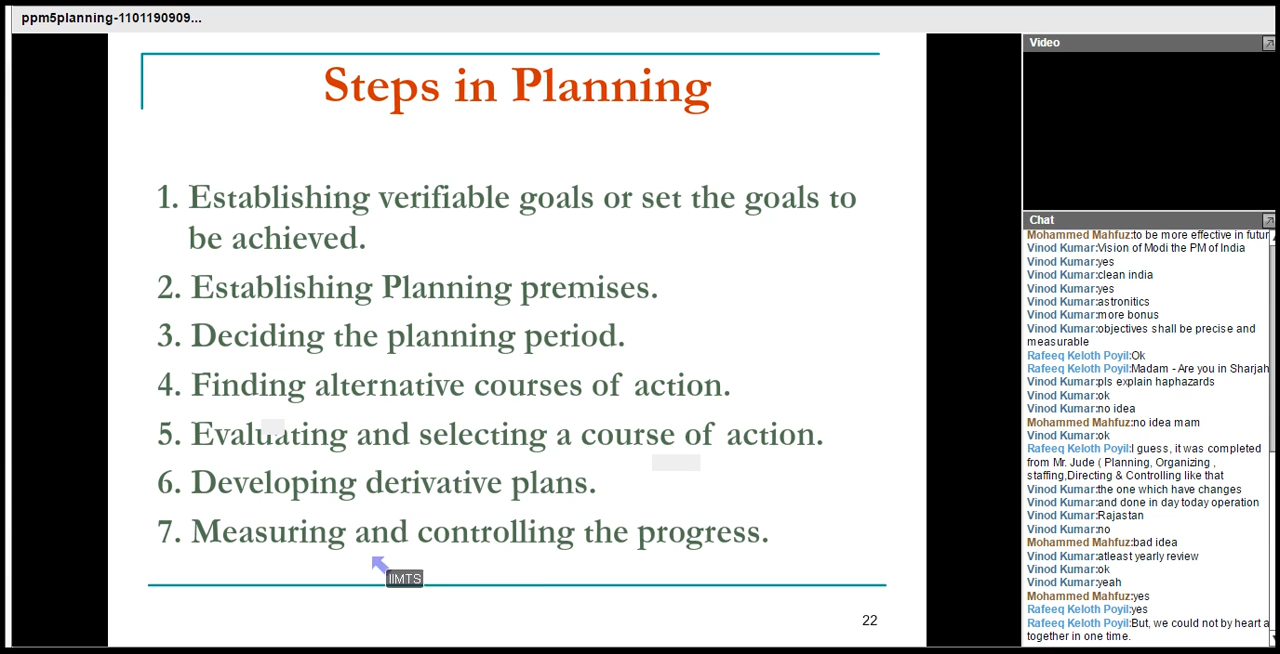 ppm5planning-1101190909...
Steps in Planning
1. Establishing verifiable goals or set the goals to
be achieved.
2. Establishing Planning premises.
3. Deciding the planning period.
4. Finding alternative courses of action.
5. Evaluating and selecting a course of action.
6. Developing derivative plans.
7. Measuring and controlling the progress.
IIMTS
22
Video
Chat
Mohammed Mahfuz:to be more effective in futur
Vinod Kumar:Vision of Modi the PM of India
Vinod Kumar:yes
Vinod Kumar:clean india
Vinod Kumar:yes
Vinod Kumar:astronitics
Vinod Kumar:more bonus
Vinod Kumar:objectives shall be precise and
measurable
Rafeeq Keloth Poyil:Ok
Rafeeq Keloth Poyil:Madam - Are you in Sharjah
Vinod Kumar:pls explain haphazards
Vinod Kumar:ok
Vinod Kumar:no idea
Mohammed Mahfuz:no idea mam
Vinod Kumar:ok
Rafeeq Keloth Poyil:I guess, it was completed
from Mr. Jude ( Planning, Organizing ,
staffing,Directing & Controlling like that
Vinod Kumar:the one which have changes
Vinod Kumar:and done in day today operation
Vinod Kumar:Rajastan
Vinod Kumar:no
Mohammed Mahfuz:bad idea
Vinod Kumar:atleast yearly review
Vinod Kumar:ok
Vinod Kumar:yeah
Mohammed Mahfuz:yes
Rafeeq Keloth Poyil:yes
Rafeeq Keloth Poyil:But, we could not by heart a
together in one time.